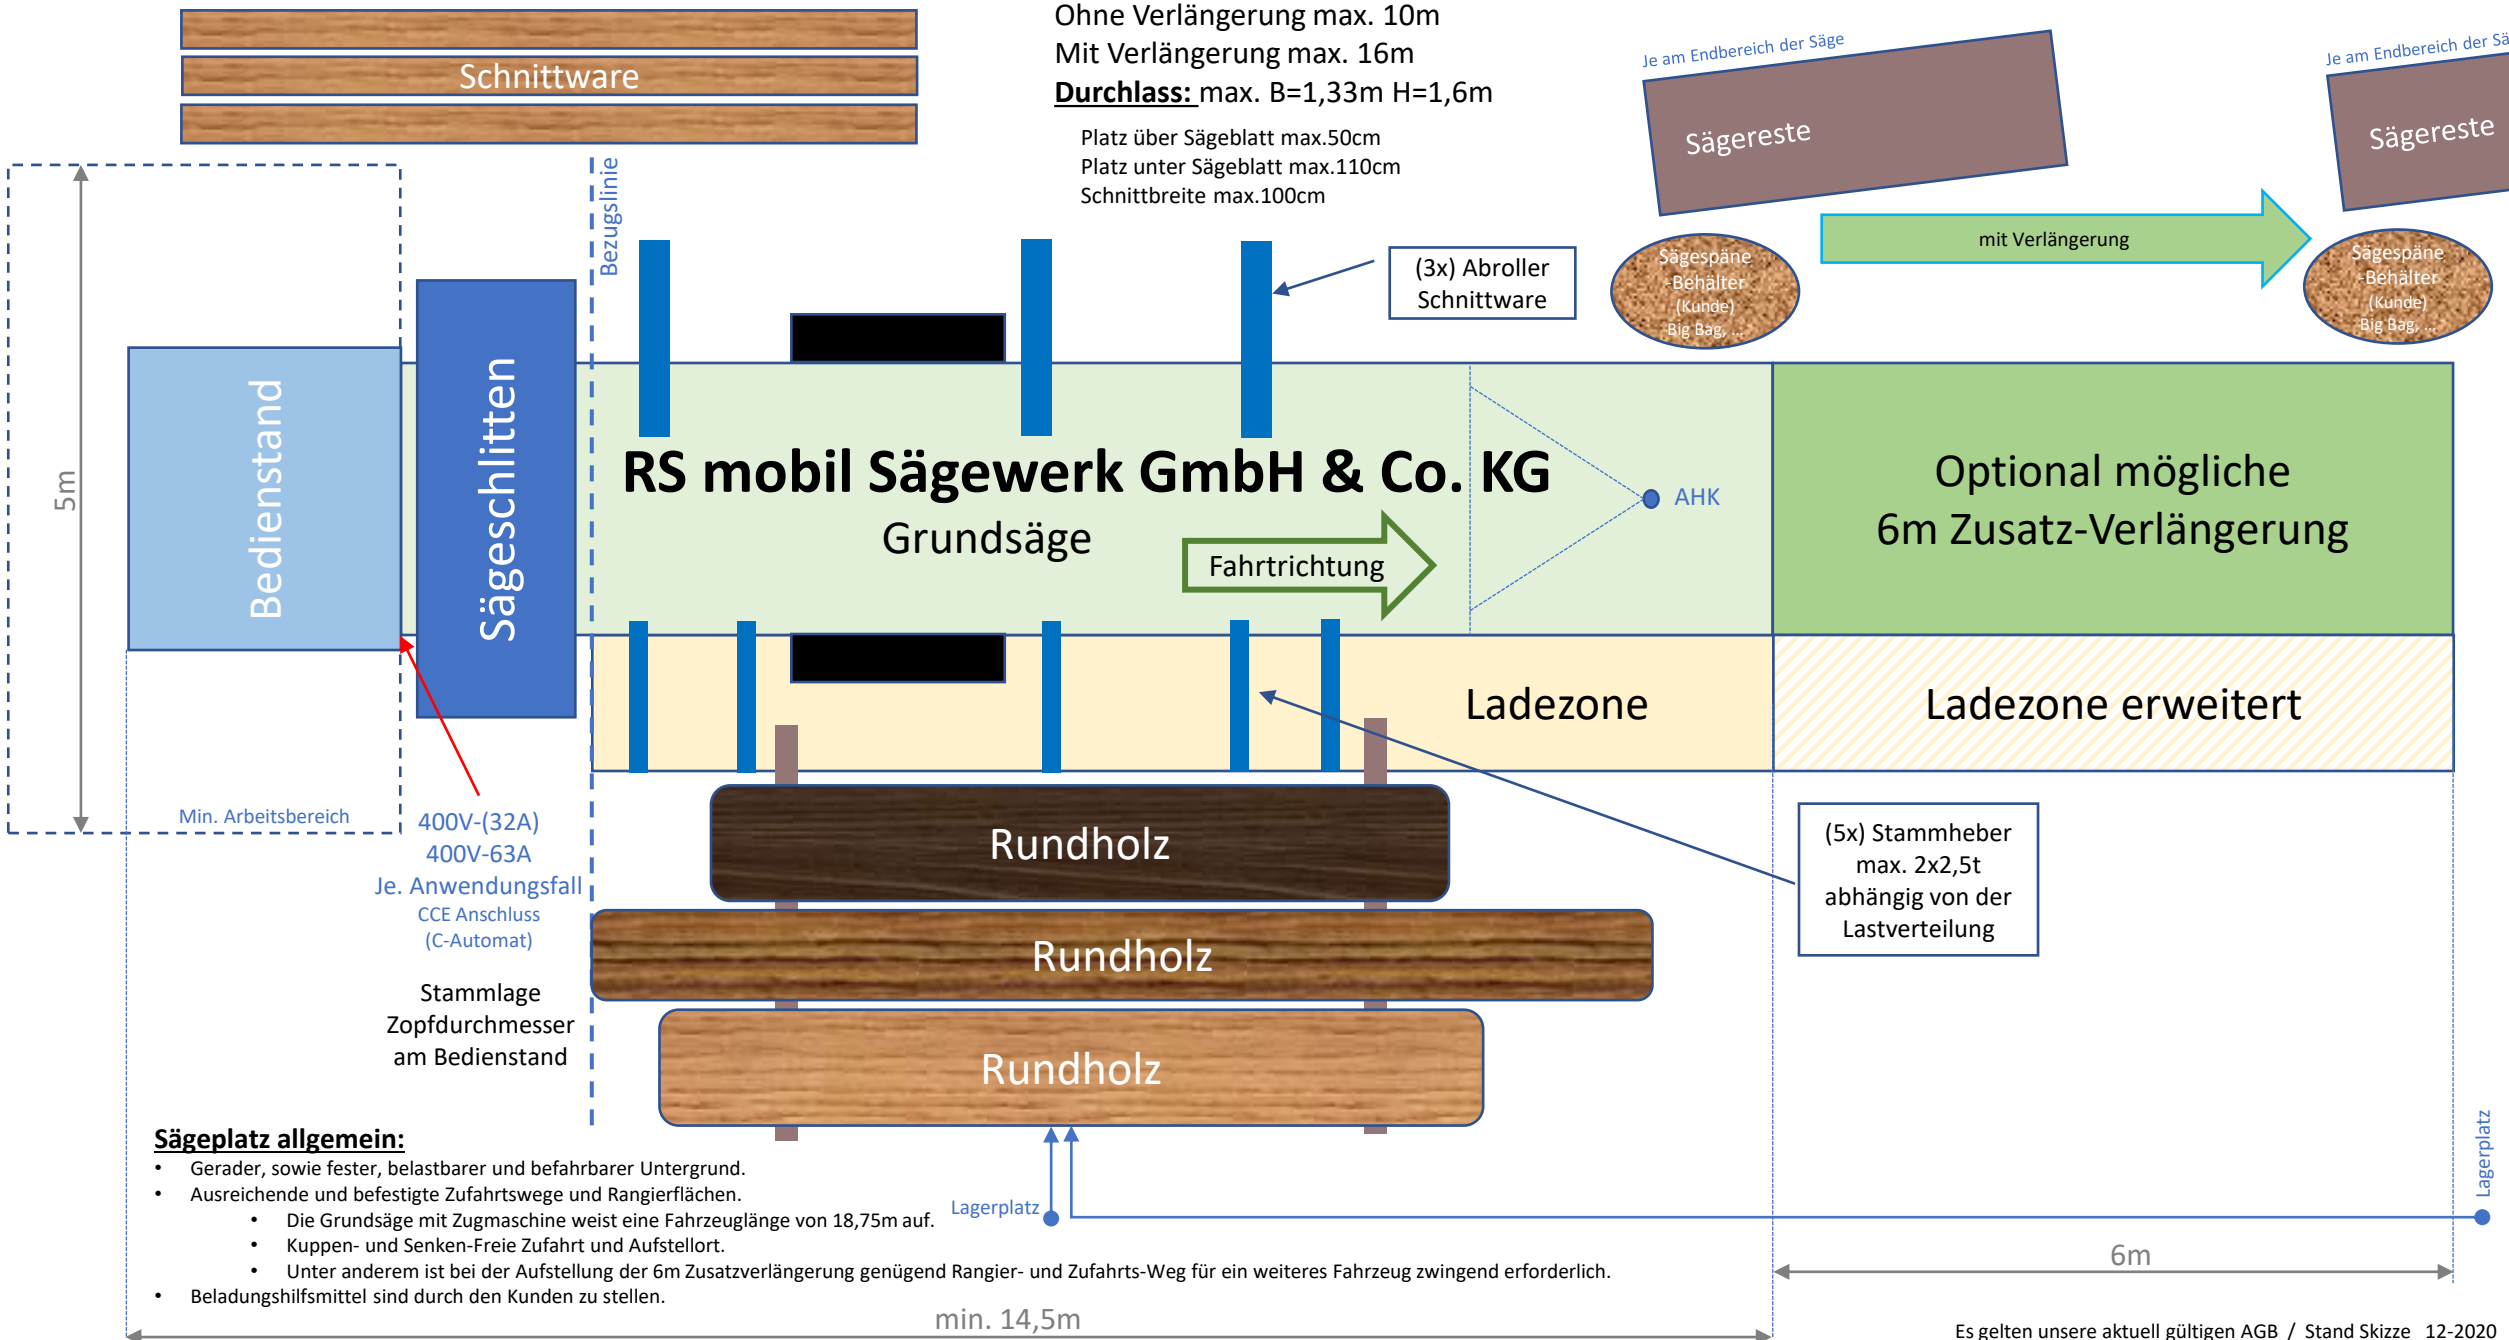 Ohne Verlängerung max. 10m
Mit Verlängerung max. 16m
Durchlass: max. B=1,33m H=1,6m
Platz über Sägeblatt max.50cm
Platz unter Sägeblatt max.110cm
Schnittbreite max.100cm
Schnittware
Je am Endbereich der Säge
Sägereste
Je am Endbereich der Sä
Sägereste
mit Verlängerung
Sägespäne
-Behälter
(Kunde)
Big Bag, ...
Sägespäne
-Behälter
(Kunde)
Big Bag, ...
5m
Bezugslinie
(3x) Abroller
Schnittware
Bedienstand
Sägeschlitten
RS mobil Sägewerk GmbH & Co. KG
Grundsäge
Fahrtrichtung
AHK
Optional mögliche
6m Zusatz-Verlängerung
Ladezone
Ladezone erweitert
Min. Arbeitsbereich
400V-(32A)
400V-63A
Je. Anwendungsfall
CCE Anschluss
(C-Automat)
Stammlage
Zopfdurchmesser
am Bedienstand
Rundholz
Rundholz
Rundholz
(5x) Stammheber
max. 2x2,5t
abhängig von der
Lastverteilung
Sägeplatz allgemein:
• Gerader, sowie fester, belastbarer und befahrbarer Untergrund.
• Ausreichende und befestigte Zufahrtswege und Rangierflächen.
• Die Grundsäge mit Zugmaschine weist eine Fahrzeuglänge von 18,75m auf.
• Kuppen- und Senken-Freie Zufahrt und Aufstellort.
• Unter anderem ist bei der Aufstellung der 6m Zusatzverlängerung genügend Rangier- und Zufahrts-Weg für ein weiteres Fahrzeug zwingend erforderlich.
• Beladungshilfsmittel sind durch den Kunden zu stellen.
Lagerplatz
Lagerplatz
6m
min. 14,5m
Es gelten unsere aktuell gültigen AGB / Stand Skizze 12-2020